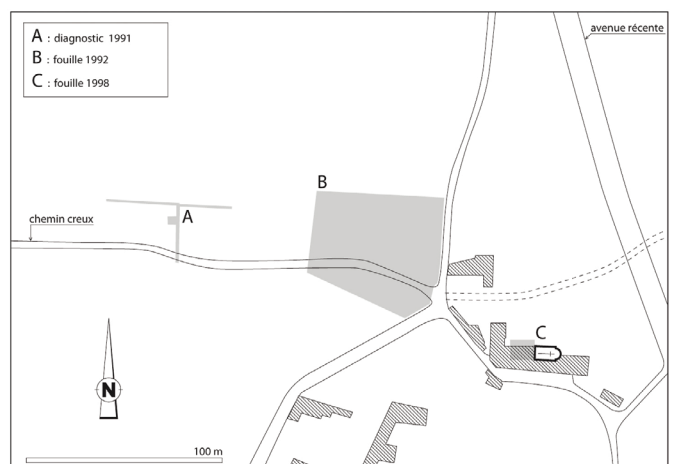 A : diagnostic 1991
B : fouille 1992
C : fouille 1998
avenue récente
B
A
chemin creux
C
N
100 m